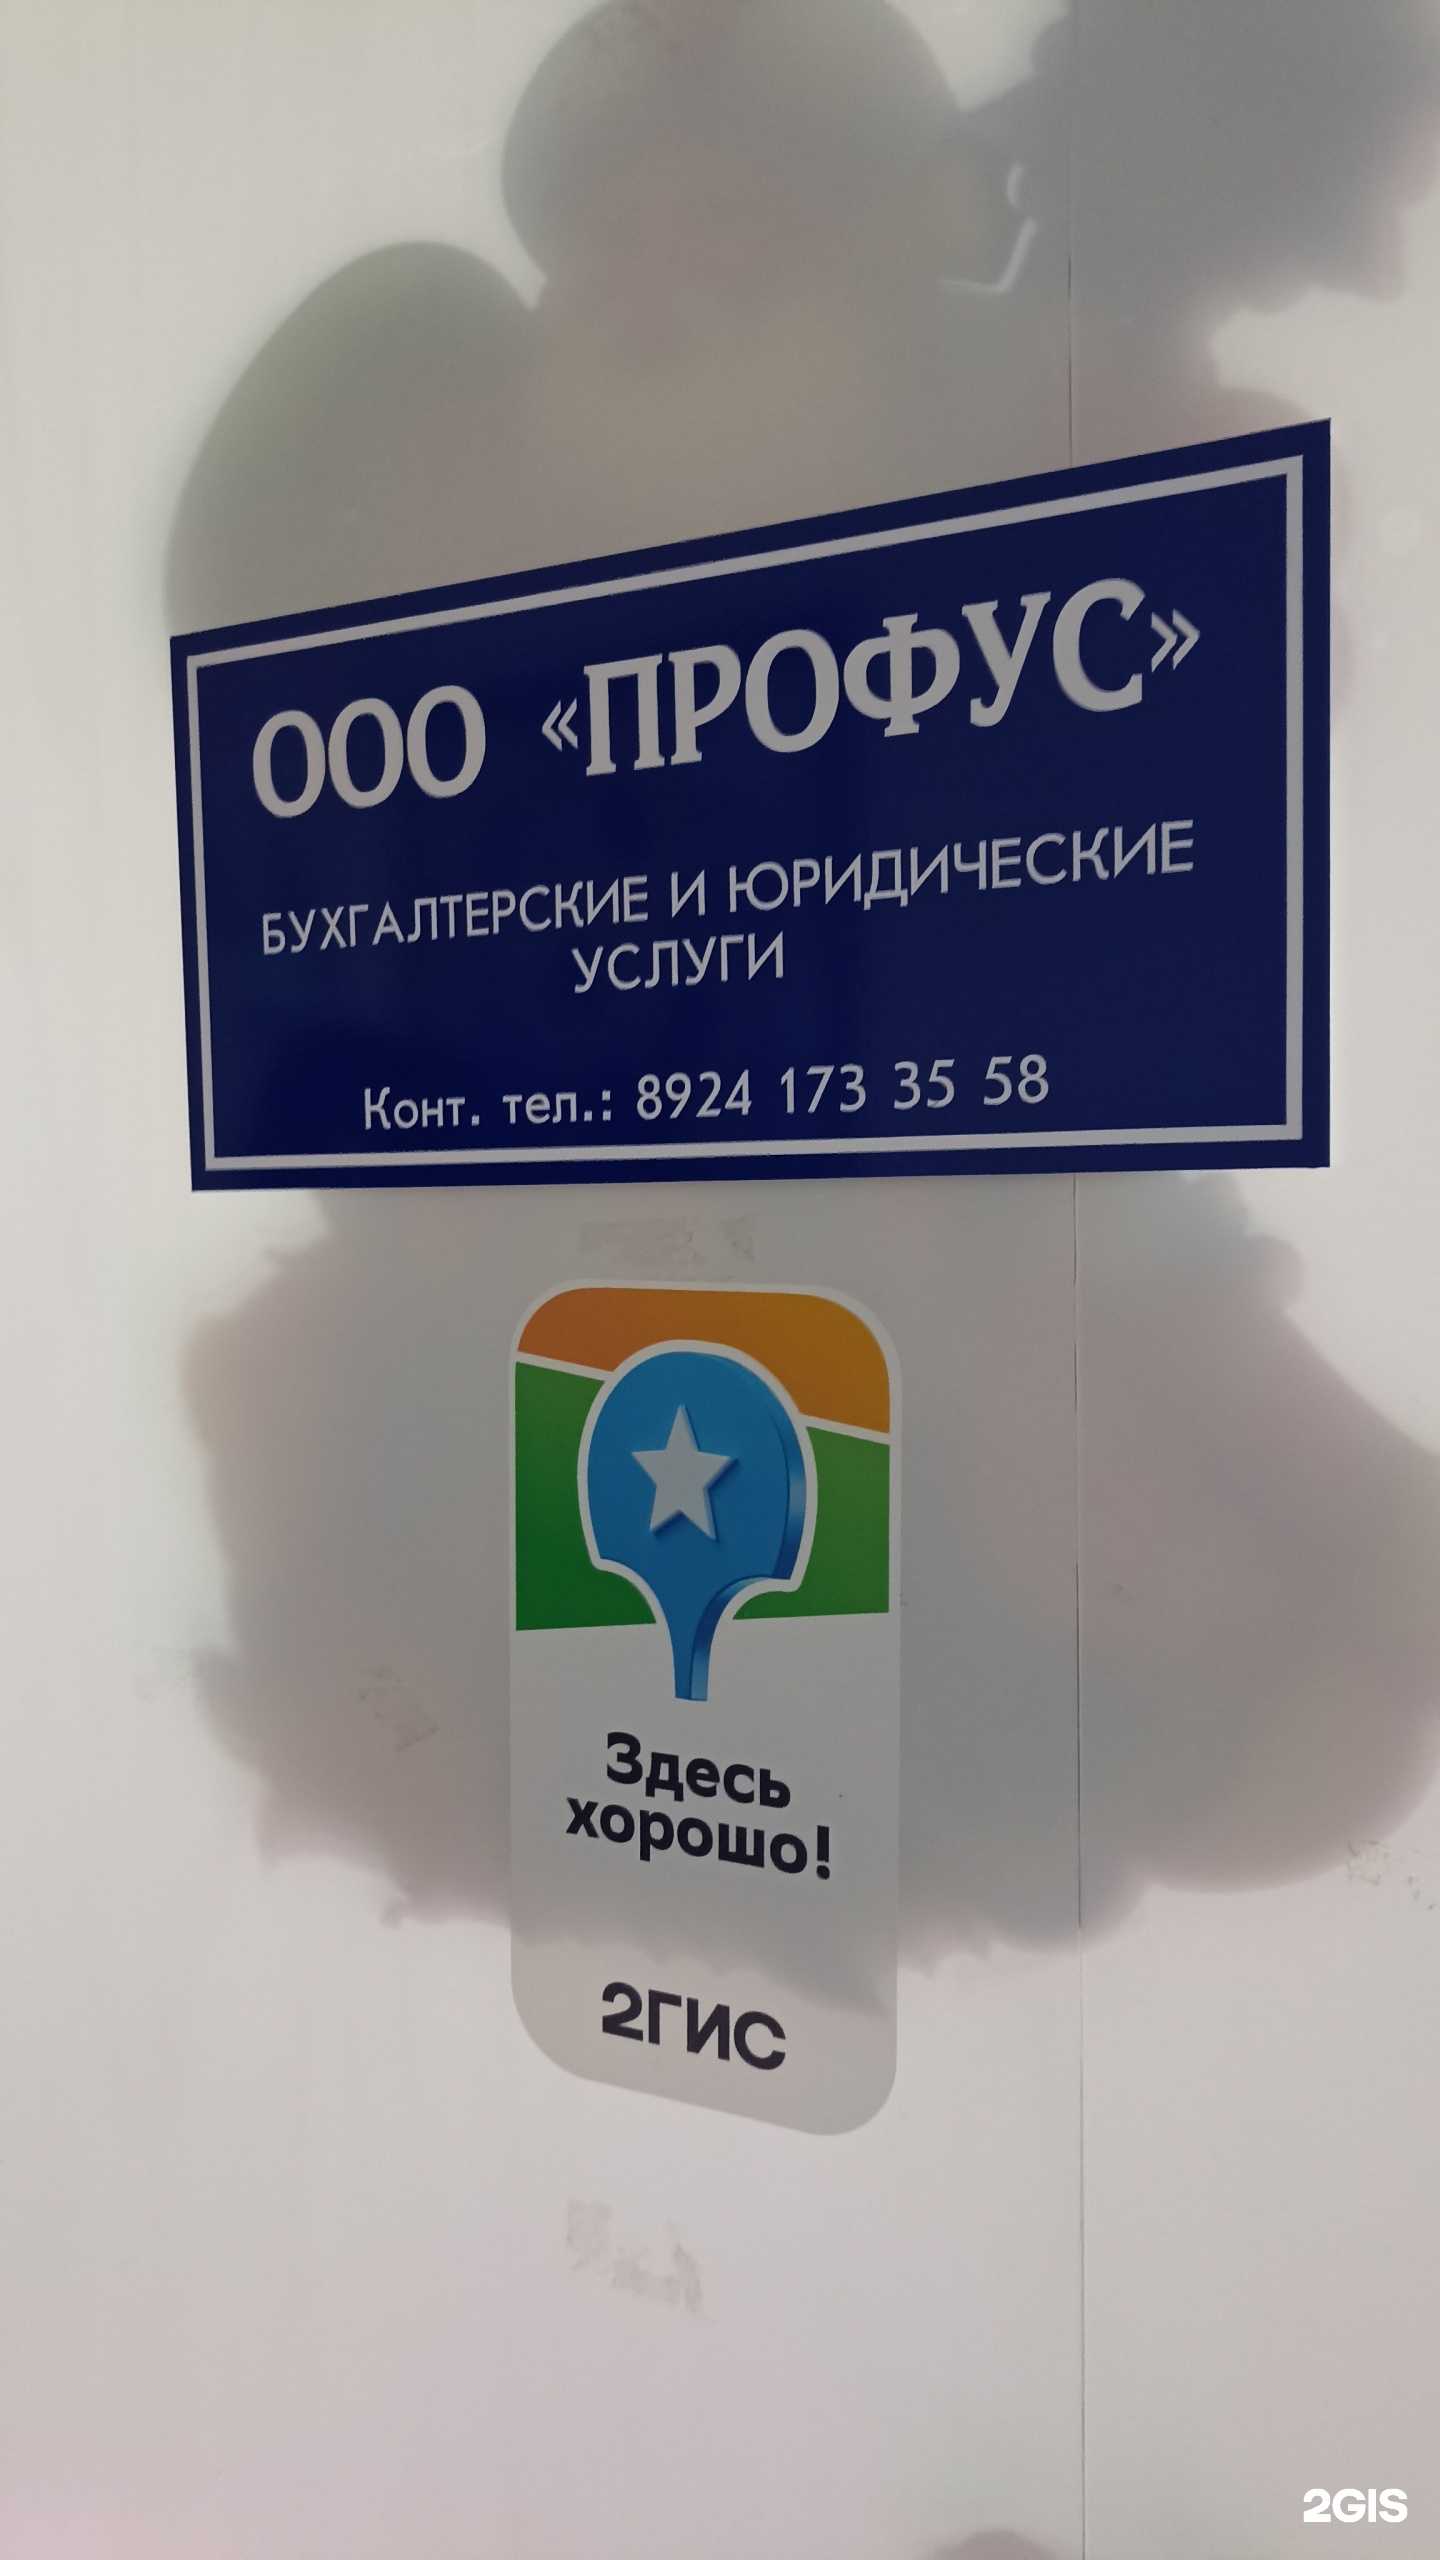 ООО «ПРОФУС»
БУХГАЛТЕРСКИЕ И ЮРИДИЧЕСКИЕ
УСЛУГИ
Конт. тел.: 8924 173 35 58
Здесь
хорошо!
2ГИС
2GIS